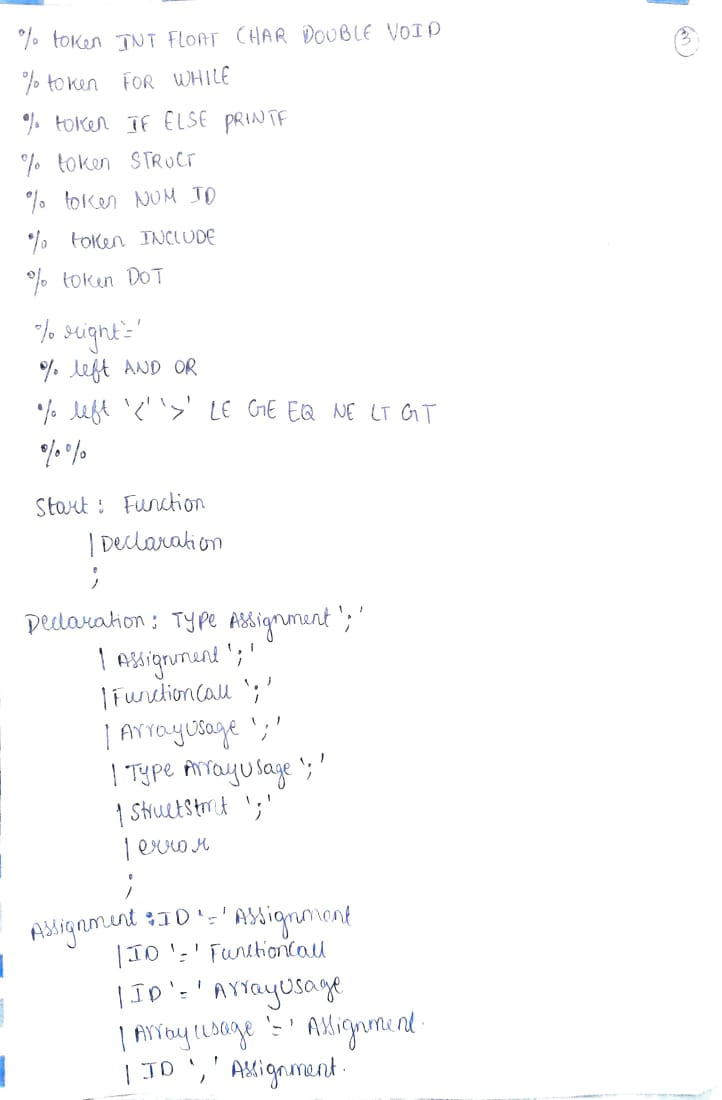 % token INT FLOAT CHAR DOUBLE VOID
③
% token FOR WHILE
% token IF ELSE PRINTF
% token STRUCT
% token NUM ID
% token INCLUDE
% token DOT
% right '='
% left AND OR
% left '<' '>' LE GE EQ NE LT GT
%%
Start : Function
| Declaration
;
Declaration : Type Assignment ';'
| Assignment ';'
| FunctionCall ';'
| ArrayUsage ';'
| Type ArrayUsage ';'
| StructStmt ';'
| error
;
Assignment : ID '=' Assignment
| ID '=' FunctionCall
| ID '=' ArrayUsage
| ArrayUsage '=' Assignment.
| ID ',' Assignment.